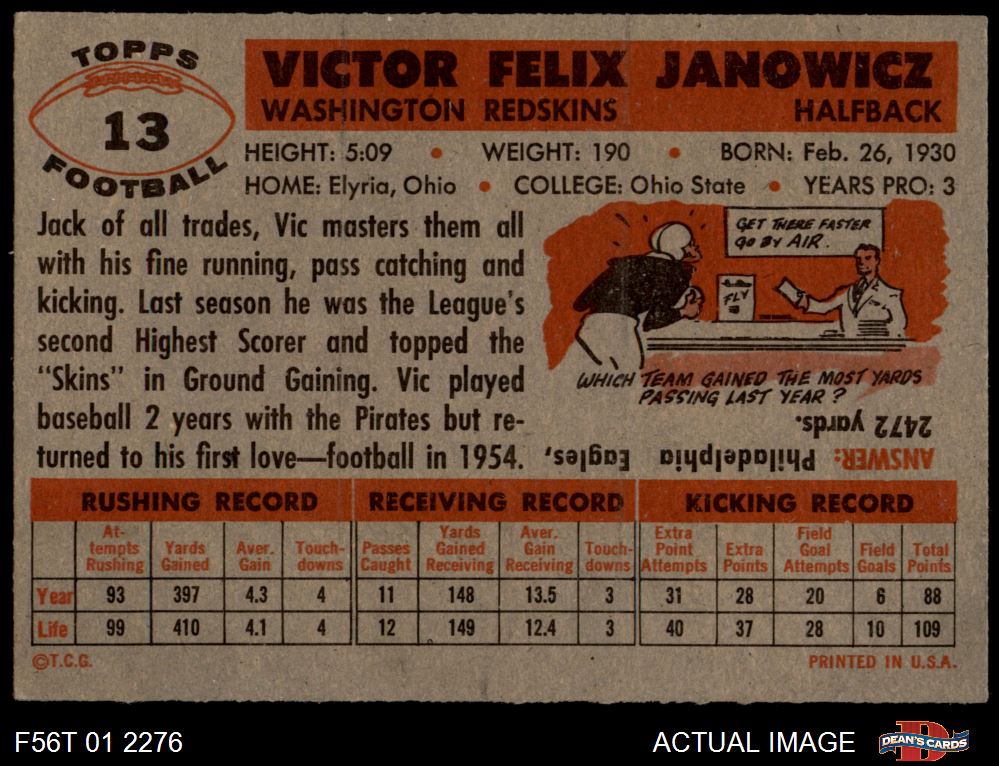 TOPPS
13
FOOTBALL
VICTOR FELIX JANOWICZ
WASHINGTON REDSKINS HALFBACK
HEIGHT: 5:09 • WEIGHT: 190 • BORN: Feb. 26, 1930
HOME: Elyria, Ohio • COLLEGE: Ohio State • YEARS PRO: 3
Jack of all trades, Vic masters them all
with his fine running, pass catching and
kicking. Last season he was the League's
second Highest Scorer and topped the
"Skins" in Ground Gaining. Vic played
baseball 2 years with the Pirates but re-
turned to his first love—football in 1954.
GET THERE FASTER
GO BY AIR.
FLY
WHICH TEAM GAINED THE MOST YARDS
PASSING LAST YEAR?
ANSWER: Philadelphia Eagles,
2472 yards.
RUSHING RECORD RECEIVING RECORD KICKING RECORD
At-
tempts
Rushing
Yards
Gained
Aver.
Gain
Touch-
downs
Passes
Caught
Yards
Gained
Receiving
Aver.
Gain
Receiving
Touch-
downs
Extra
Point
Attempts
Extra
Points
Field
Goal
Attempts
Field
Goals
Total
Points
Year 93 397 4.3 4 11 148 13.5 3 31 28 20 6 88
Life 99 410 4.1 4 12 149 12.4 3 40 37 28 10 109
©T.C.G. PRINTED IN U.S.A.
F56T 01 2276 ACTUAL IMAGE
D
DEAN'S CARDS